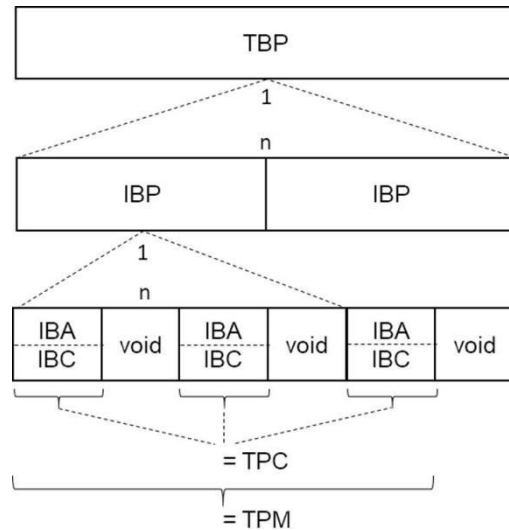 TBP
1
n
IBP IBP
1
n
IBA void IBA void IBA void
IBC IBC IBC
= TPC
= TPM